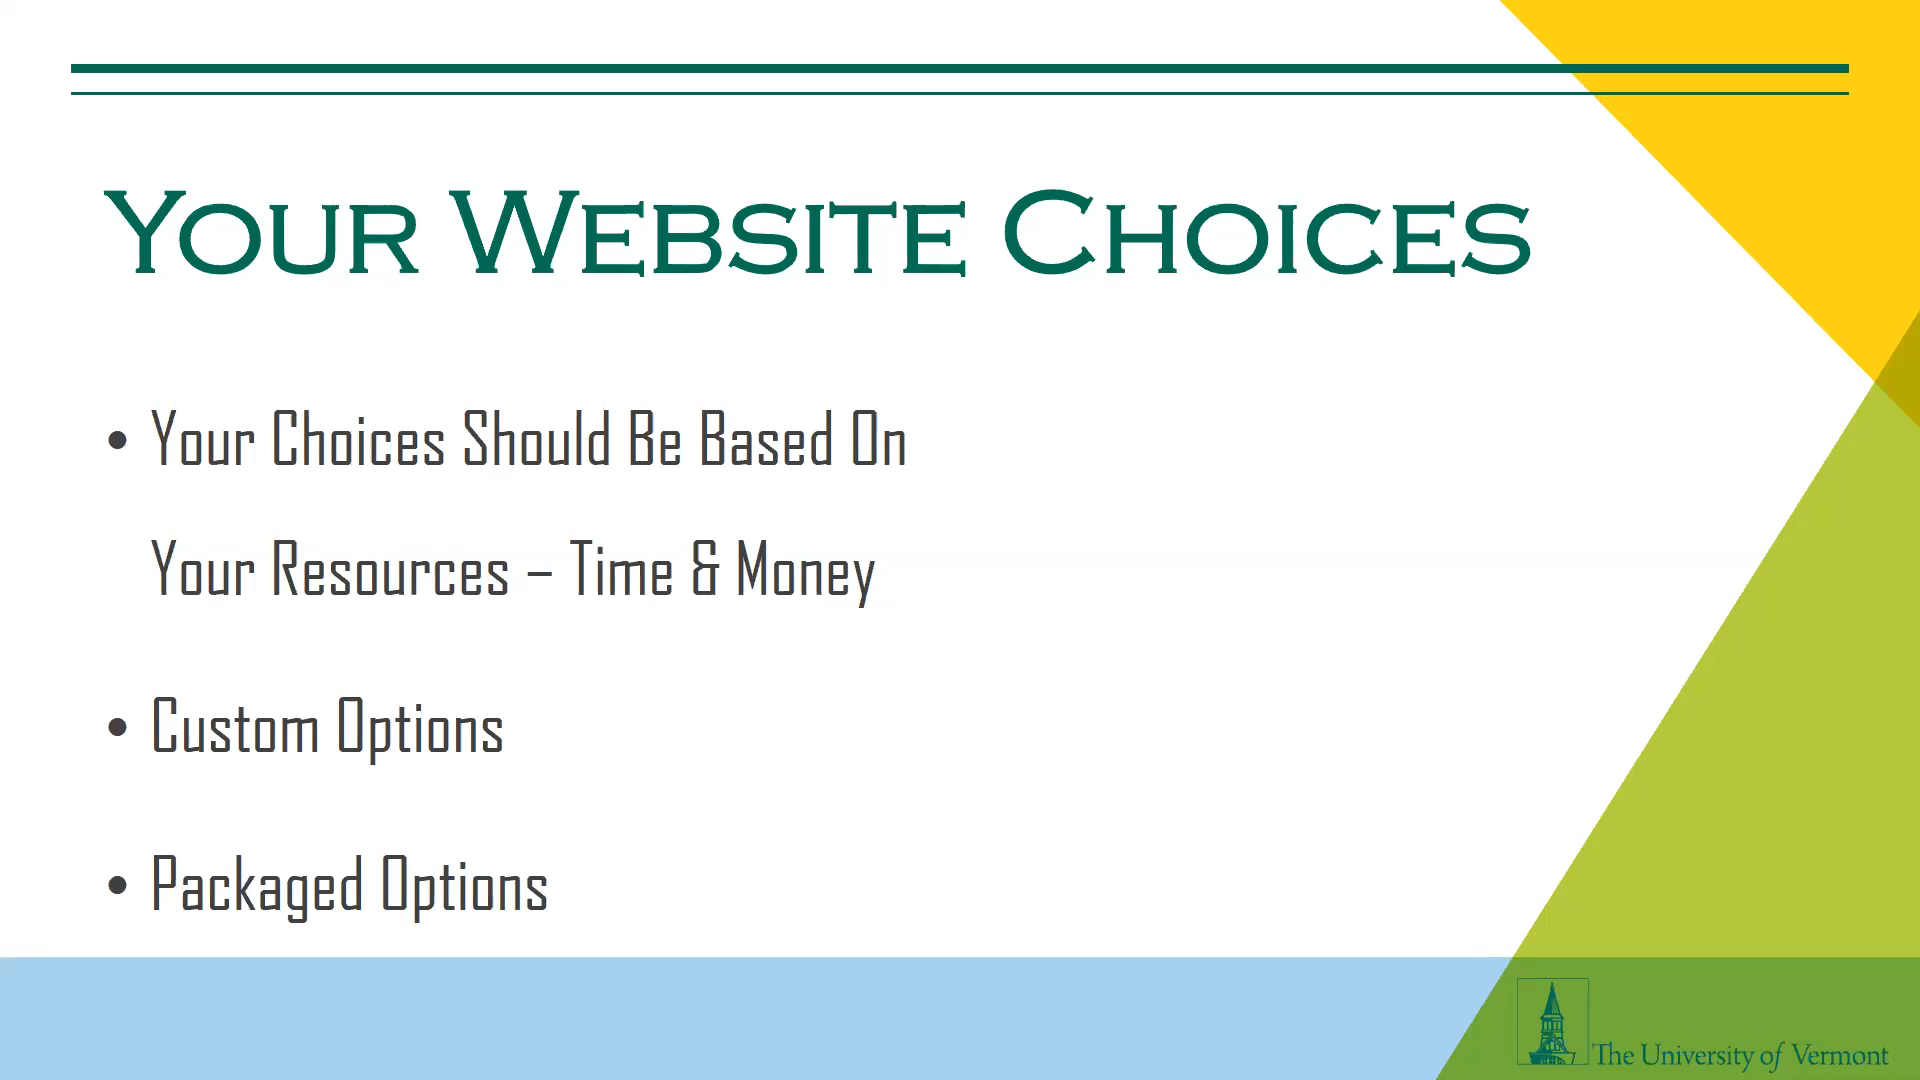 Your Website Choices
• Your Choices Should Be Based On
Your Resources – Time & Money
• Custom Options
• Packaged Options
The University of Vermont